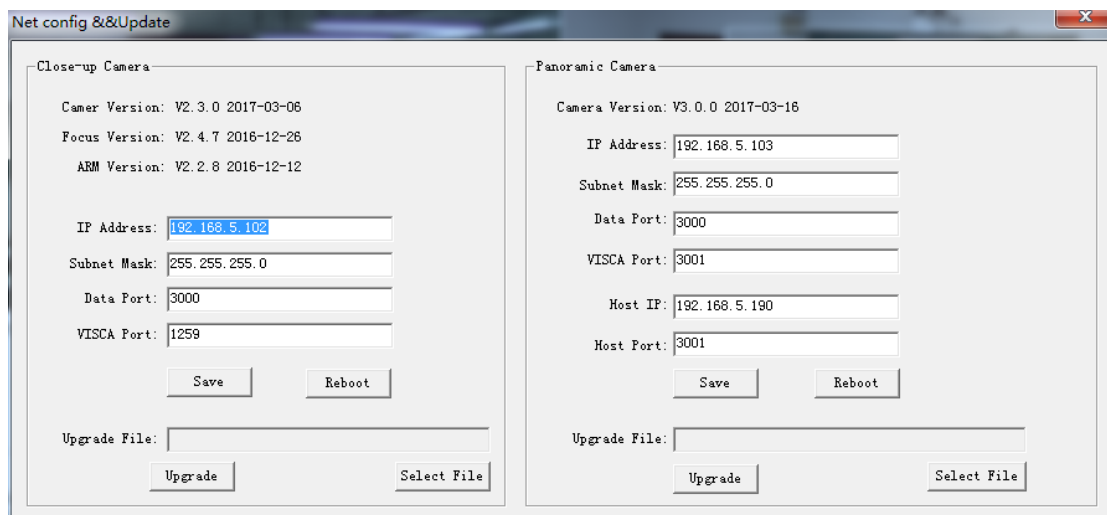 Net config &&Update
Close-up Camera
Camer Version: V2.3.0 2017-03-06
Focus Version: V2.4.7 2016-12-26
ARM Version: V2.2.8 2016-12-12
IP Address: 192.168.5.102
Subnet Mask: 255.255.255.0
Data Port: 3000
VISCA Port: 1259
Save Reboot
Upgrade File:
Upgrade Select File
Panoramic Camera
Camera Version: V3.0.0 2017-03-16
IP Address: 192.168.5.103
Subnet Mask: 255.255.255.0
Data Port: 3000
VISCA Port: 3001
Host IP: 192.168.5.190
Host Port: 3001
Save Reboot
Upgrade File:
Upgrade Select File